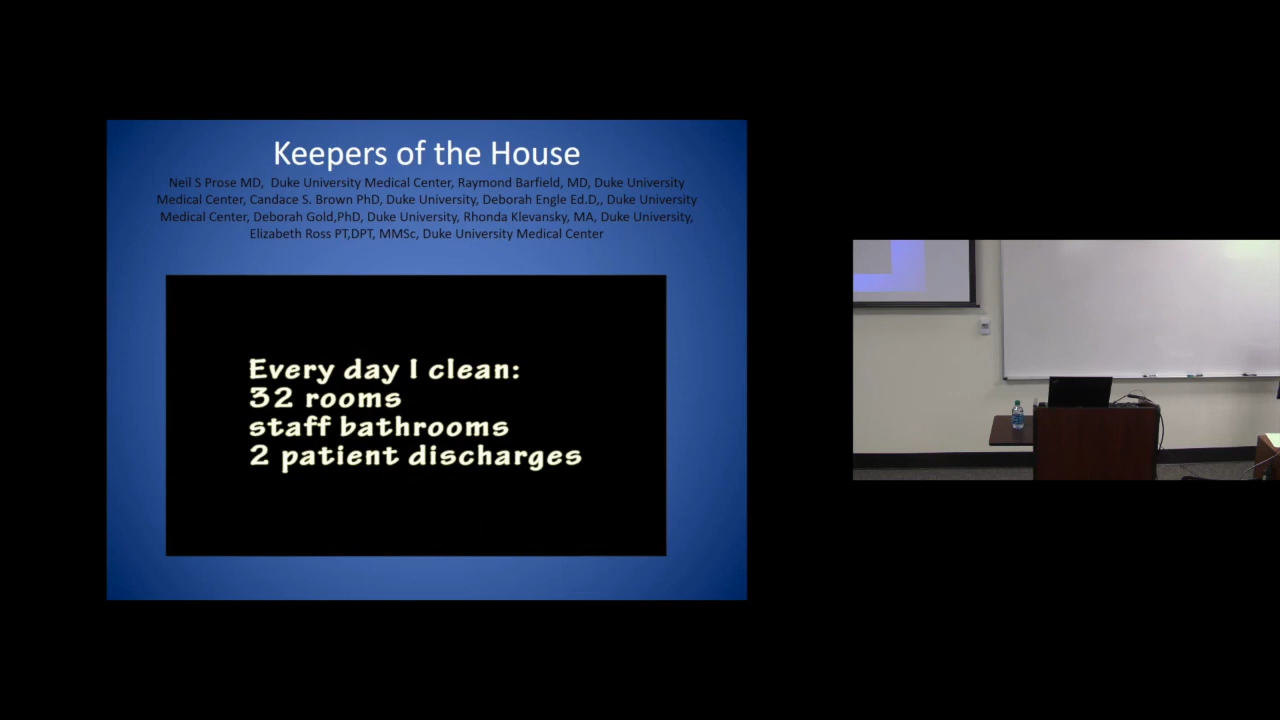 Keepers of the House
Neil S Prose MD, Duke University Medical Center, Raymond Barfield, MD, Duke University
Medical Center, Candace S. Brown PhD, Duke University, Deborah Engle Ed.D,, Duke University
Medical Center, Deborah Gold,PhD, Duke University, Rhonda Klevansky, MA, Duke University,
Elizabeth Ross PT,DPT, MMSc, Duke University Medical Center
Every day I clean:
32 rooms
staff bathrooms
2 patient discharges